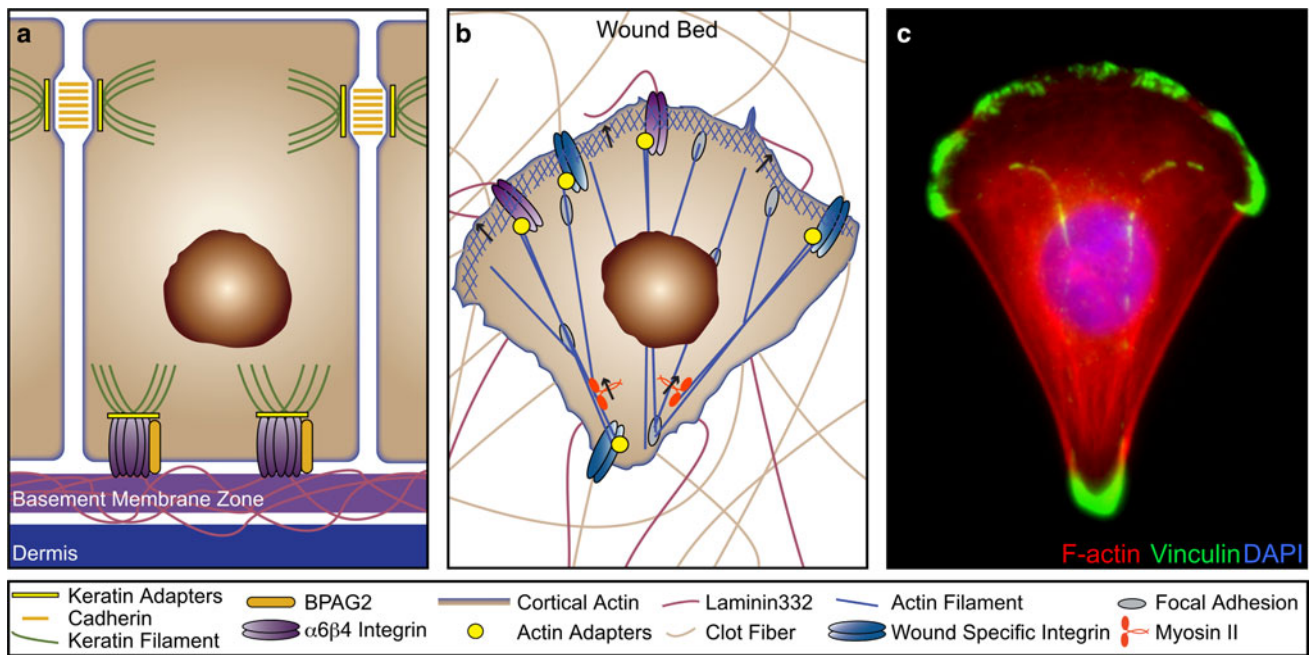 a
Basement Membrane Zone
Dermis
b
Wound Bed
c
F-actin Vinculin DAPI
Keratin Adapters
Cadherin
Keratin Filament
BPAG2
α6β4 Integrin
Cortical Actin
Actin Adapters
Laminin332
Clot Fiber
Actin Filament
Wound Specific Integrin
Focal Adhesion
Myosin II